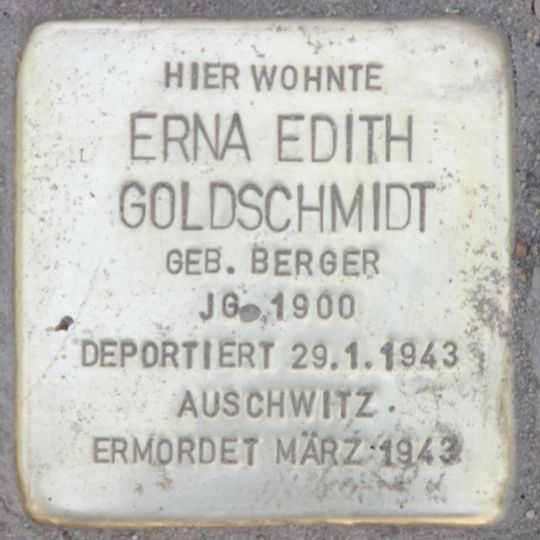 HIER WOHNTE
ERNA EDITH
GOLDSCHMIDT
GEB. BERGER
JG. 1900
DEPORTIERT 29.1.1943
AUSCHWITZ
ERMORDET MÄRZ 1943